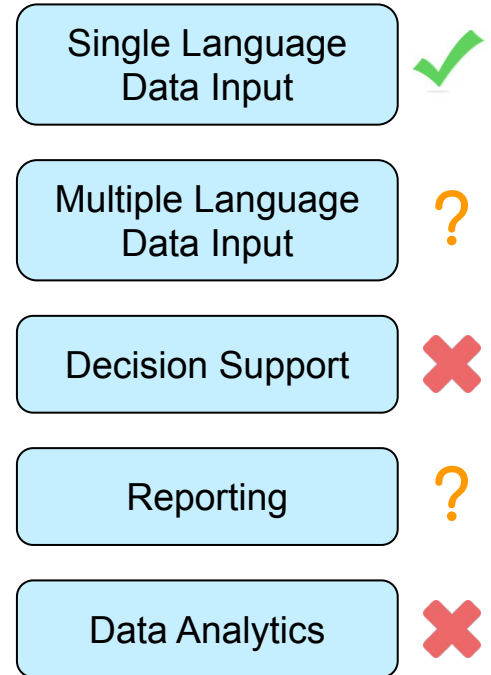 Single Language
Data Input
Multiple Language
Data Input
?
Decision Support
Reporting
?
Data Analytics